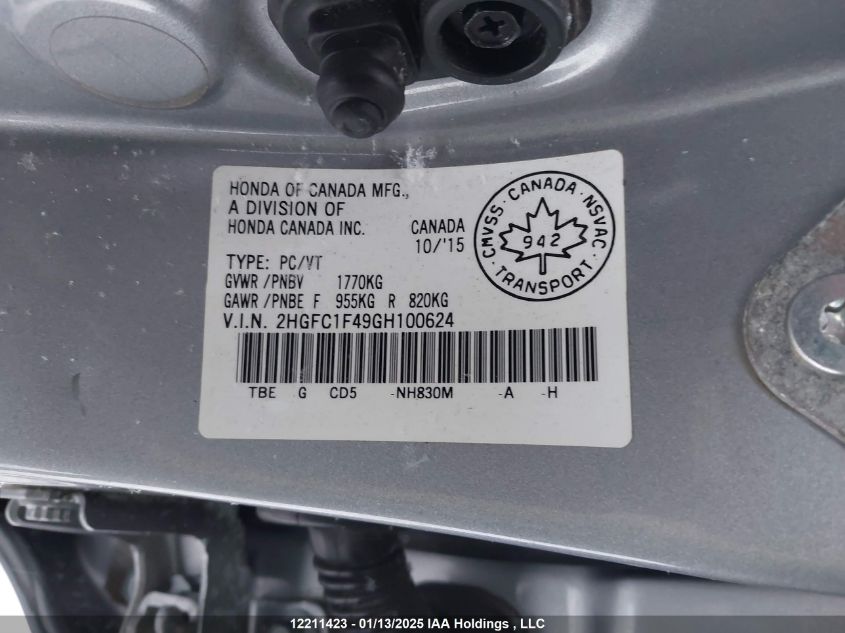 HONDA OF CANADA MFG.,
A DIVISION OF
HONDA CANADA INC.
CANADA
10/'15
CMVSS · CANADA · NSVAC
942
· TRANSPORT ·
TYPE: PC/VT
GVWR /PNBV 1770KG
GAWR /PNBE F 955KG R 820KG
V.I.N. 2HGFC1F49GH100624
TBE G CD5 -NH830M -A -H
12211423 - 01/13/2025 IAA Holdings , LLC